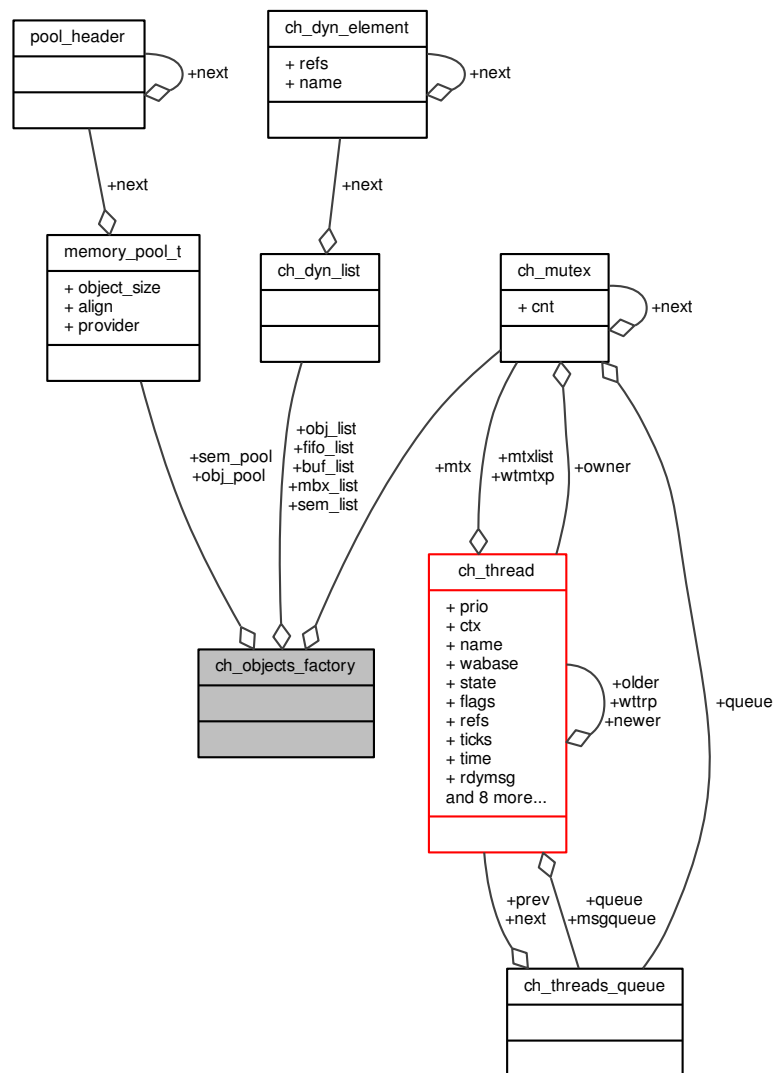 pool_header
+next
ch_dyn_element
+ refs
+ name
+next
+next
+next
memory_pool_t
+ object_size
+ align
+ provider
ch_dyn_list
ch_mutex
+ cnt
+next
+sem_pool
+obj_pool
+obj_list
+fifo_list
+buf_list
+mbx_list
+sem_list
+mtx
+mtxlist
+wtmtxp
+owner
ch_thread
+ prio
+ ctx
+ name
+ wabase
+ state
+ flags
+ refs
+ ticks
+ time
+ rdymsg
and 8 more...
+older
+wttrp
+newer
+queue
ch_objects_factory
+prev
+next
+queue
+msgqueue
ch_threads_queue